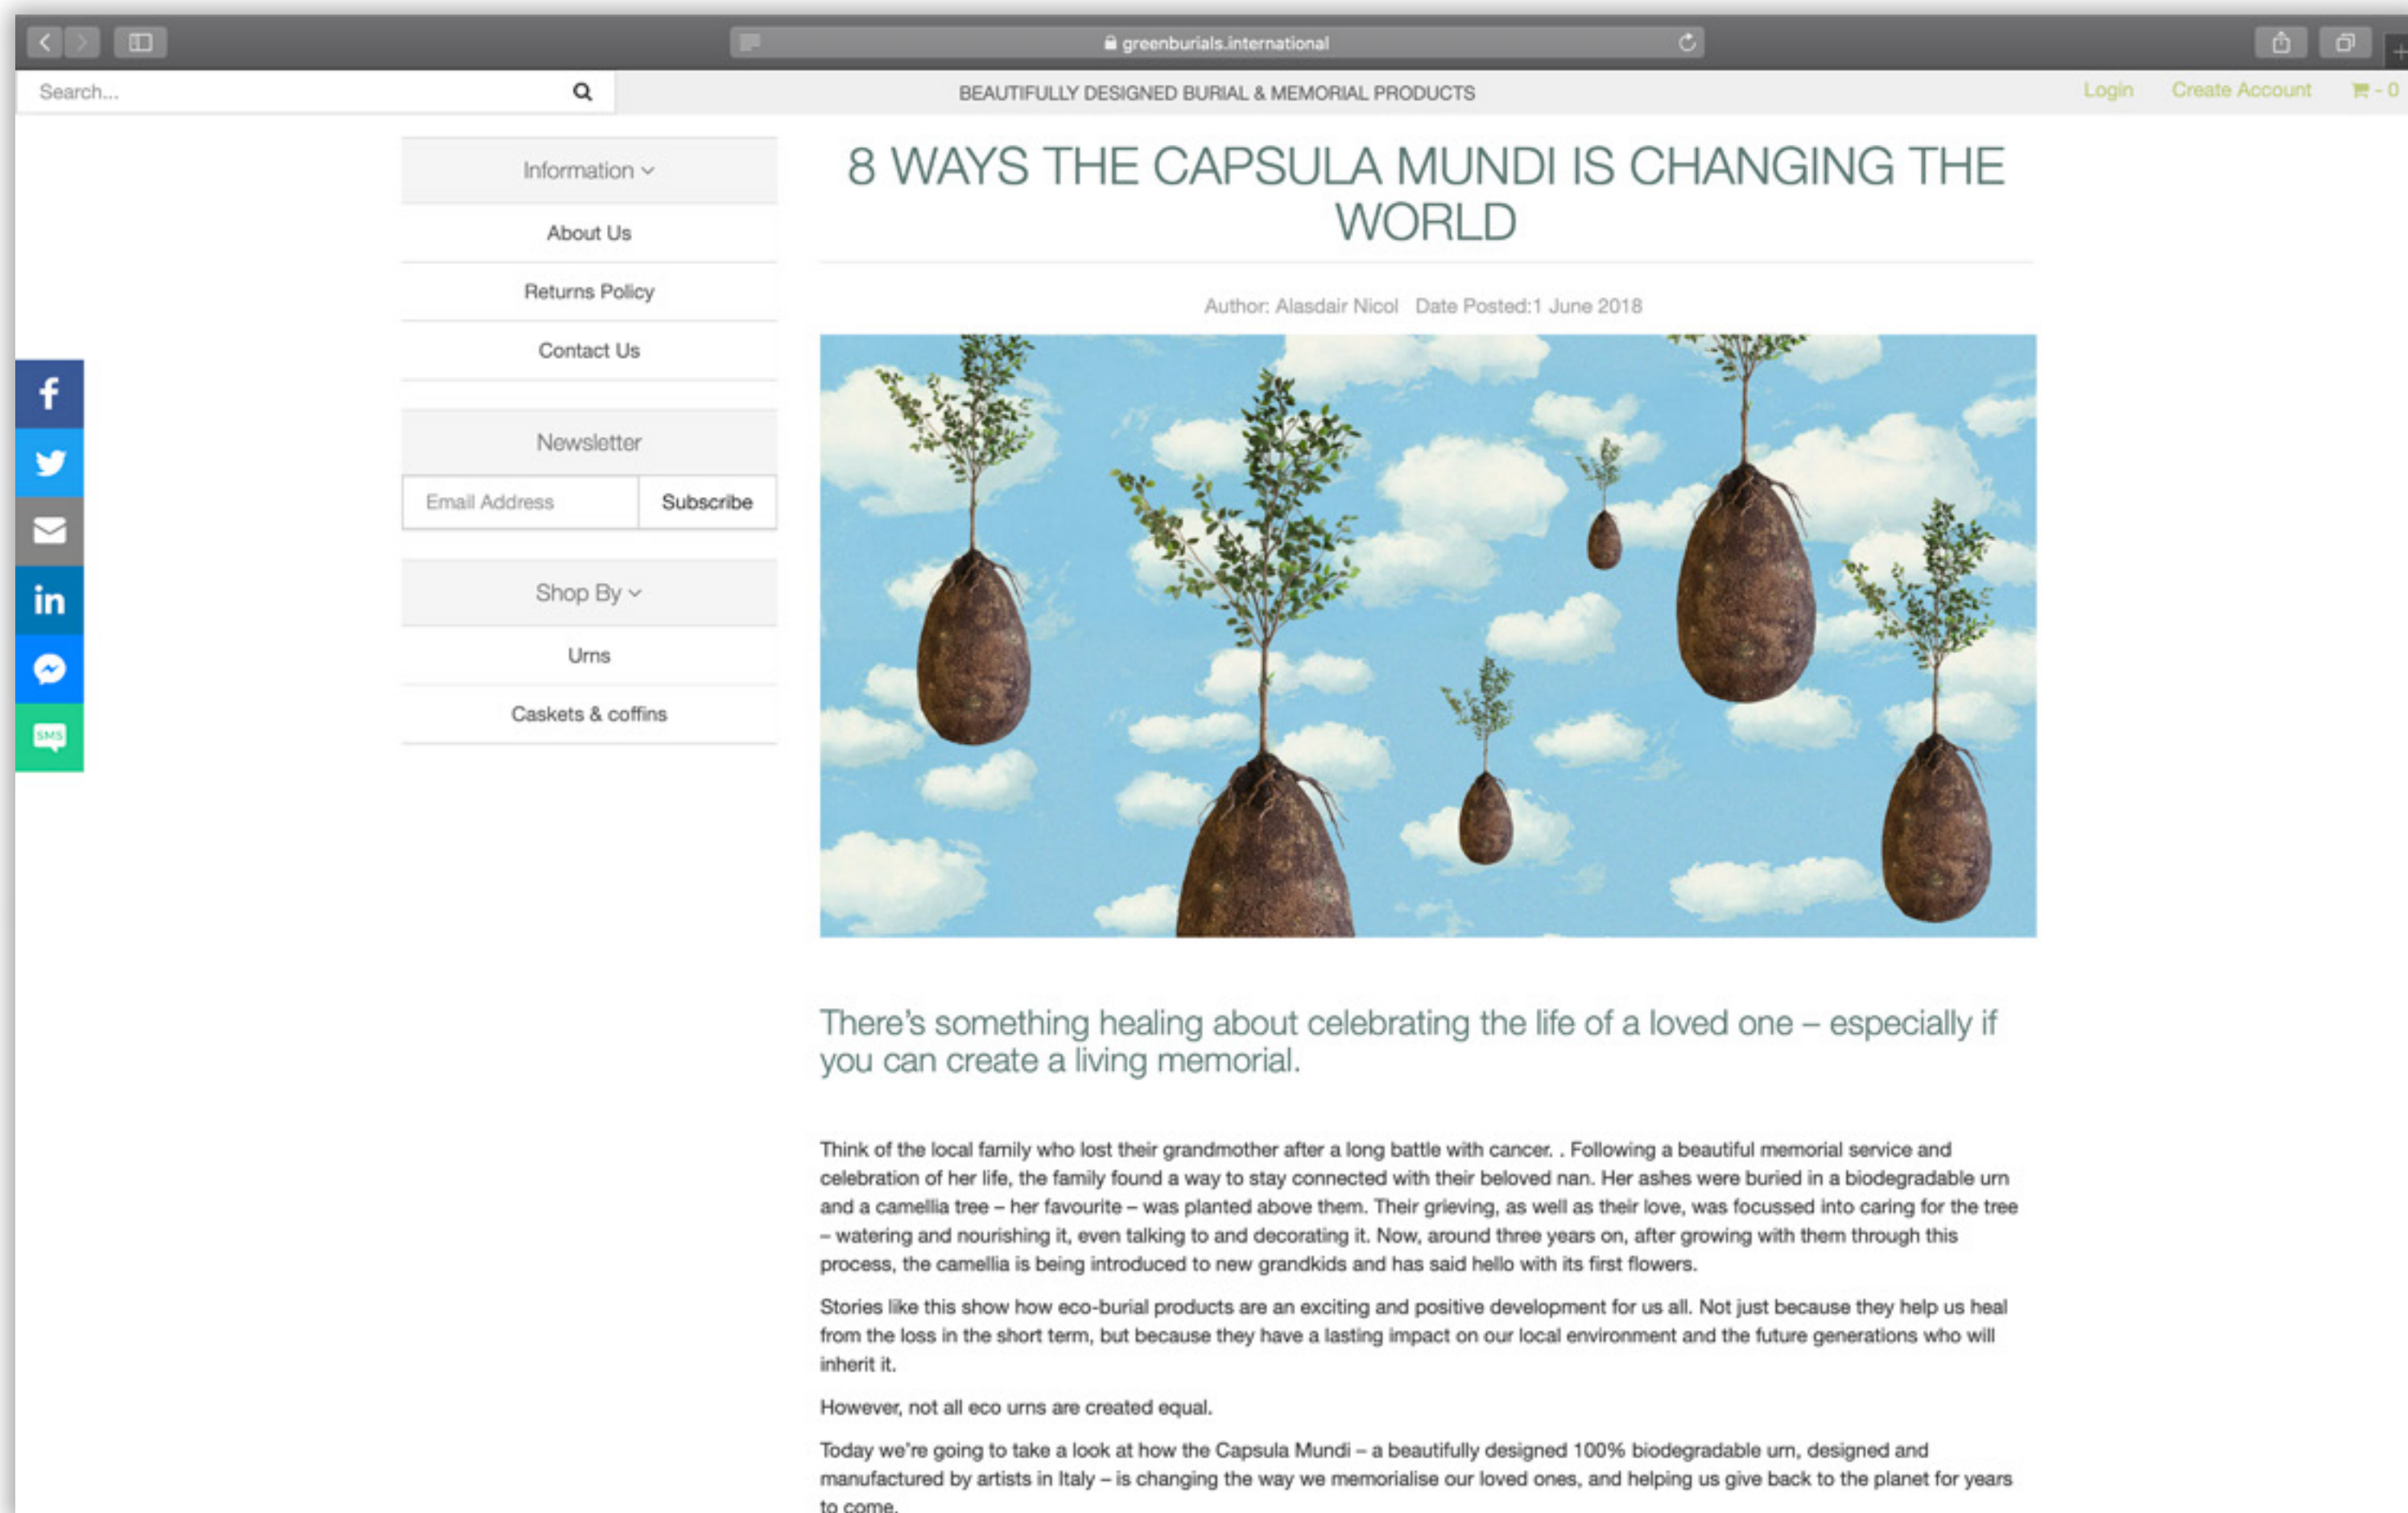 greenburials.international
Search...
BEAUTIFULLY DESIGNED BURIAL & MEMORIAL PRODUCTS
Login Create Account - 0
Information
About Us
Returns Policy
Contact Us
Newsletter
Email Address Subscribe
Shop By
Urns
Caskets & coffins
f
in
SMS
8 WAYS THE CAPSULA MUNDI IS CHANGING THE
WORLD
Author: Alasdair Nicol Date Posted:1 June 2018
There's something healing about celebrating the life of a loved one – especially if
you can create a living memorial.
Think of the local family who lost their grandmother after a long battle with cancer. . Following a beautiful memorial service and
celebration of her life, the family found a way to stay connected with their beloved nan. Her ashes were buried in a biodegradable urn
and a camellia tree – her favourite – was planted above them. Their grieving, as well as their love, was focussed into caring for the tree
– watering and nourishing it, even talking to and decorating it. Now, around three years on, after growing with them through this
process, the camellia is being introduced to new grandkids and has said hello with its first flowers.
Stories like this show how eco-burial products are an exciting and positive development for us all. Not just because they help us heal
from the loss in the short term, but because they have a lasting impact on our local environment and the future generations who will
inherit it.
However, not all eco urns are created equal.
Today we're going to take a look at how the Capsula Mundi – a beautifully designed 100% biodegradable urn, designed and
manufactured by artists in Italy – is changing the way we memorialise our loved ones, and helping us give back to the planet for years
to come.